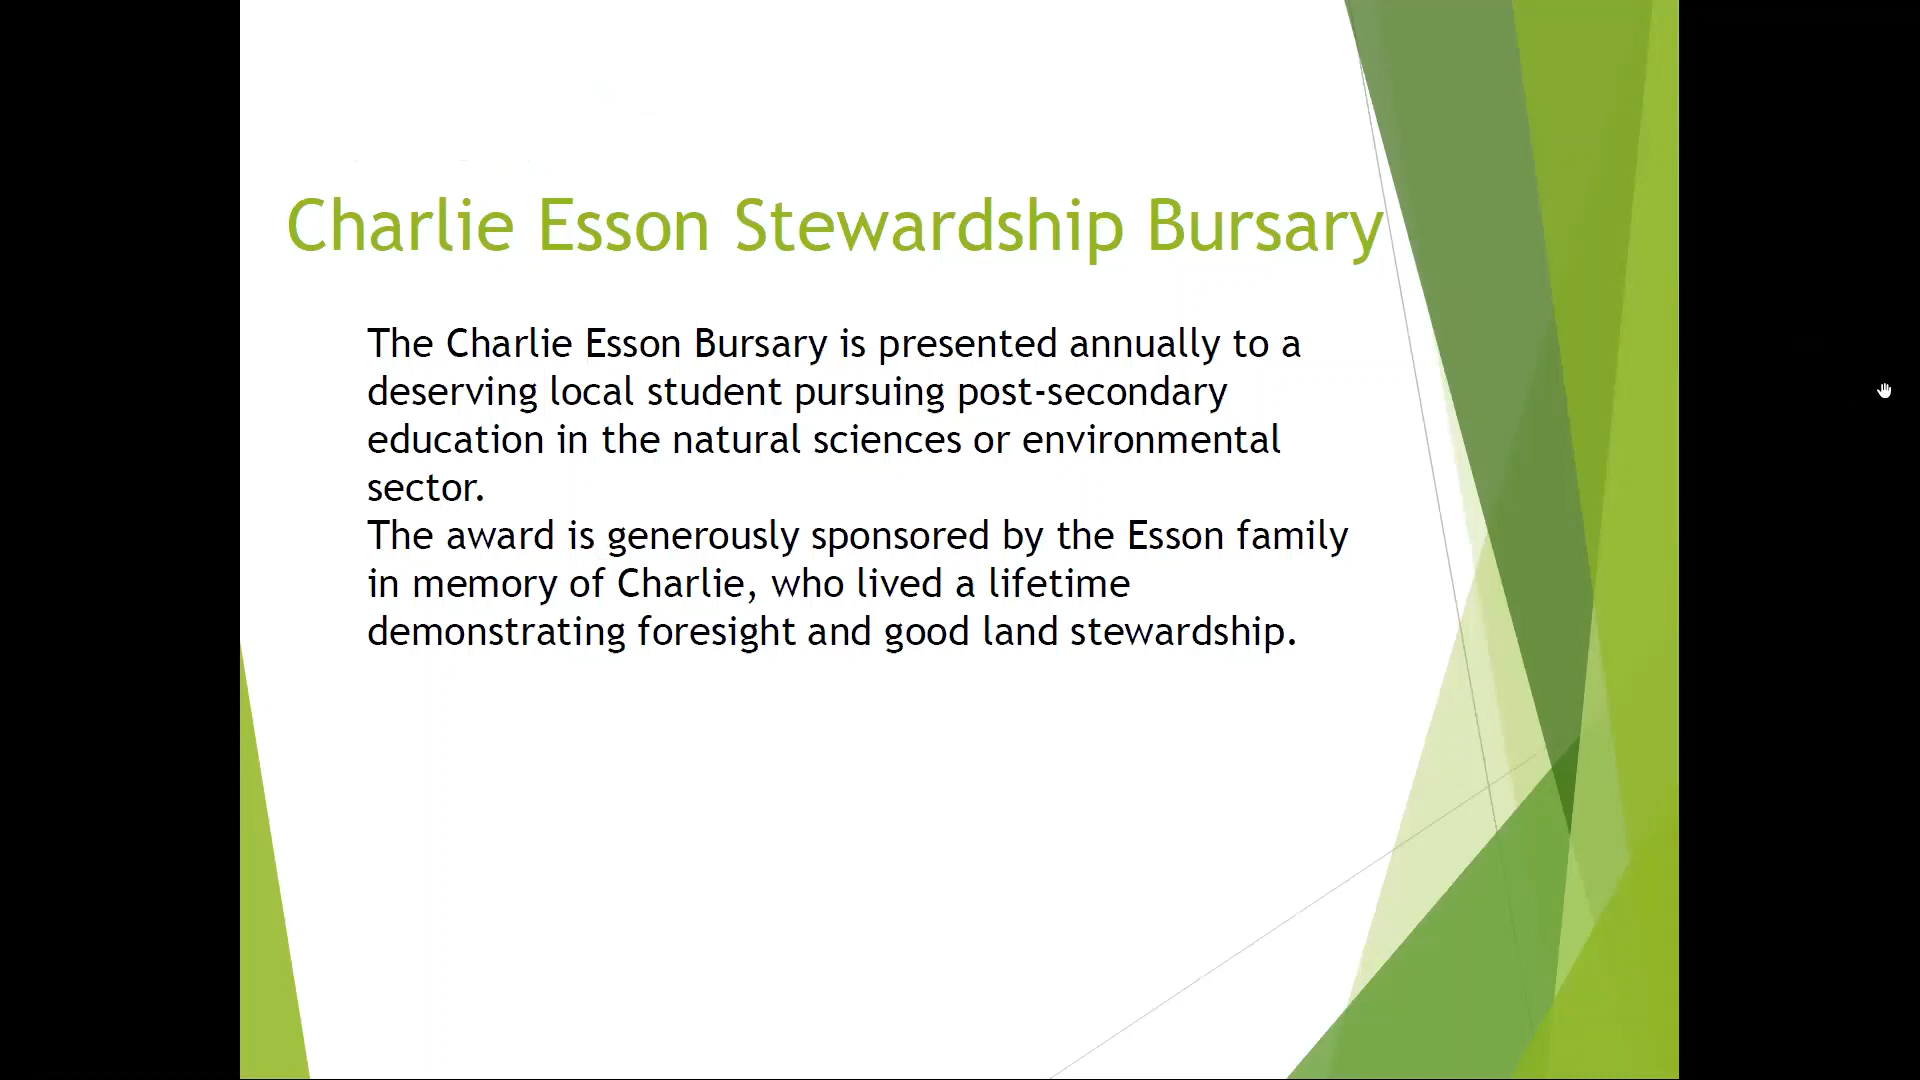 Charlie Esson Stewardship Bursary
The Charlie Esson Bursary is presented annually to a
deserving local student pursuing post-secondary
education in the natural sciences or environmental
sector.
The award is generously sponsored by the Esson family
in memory of Charlie, who lived a lifetime
demonstrating foresight and good land stewardship.